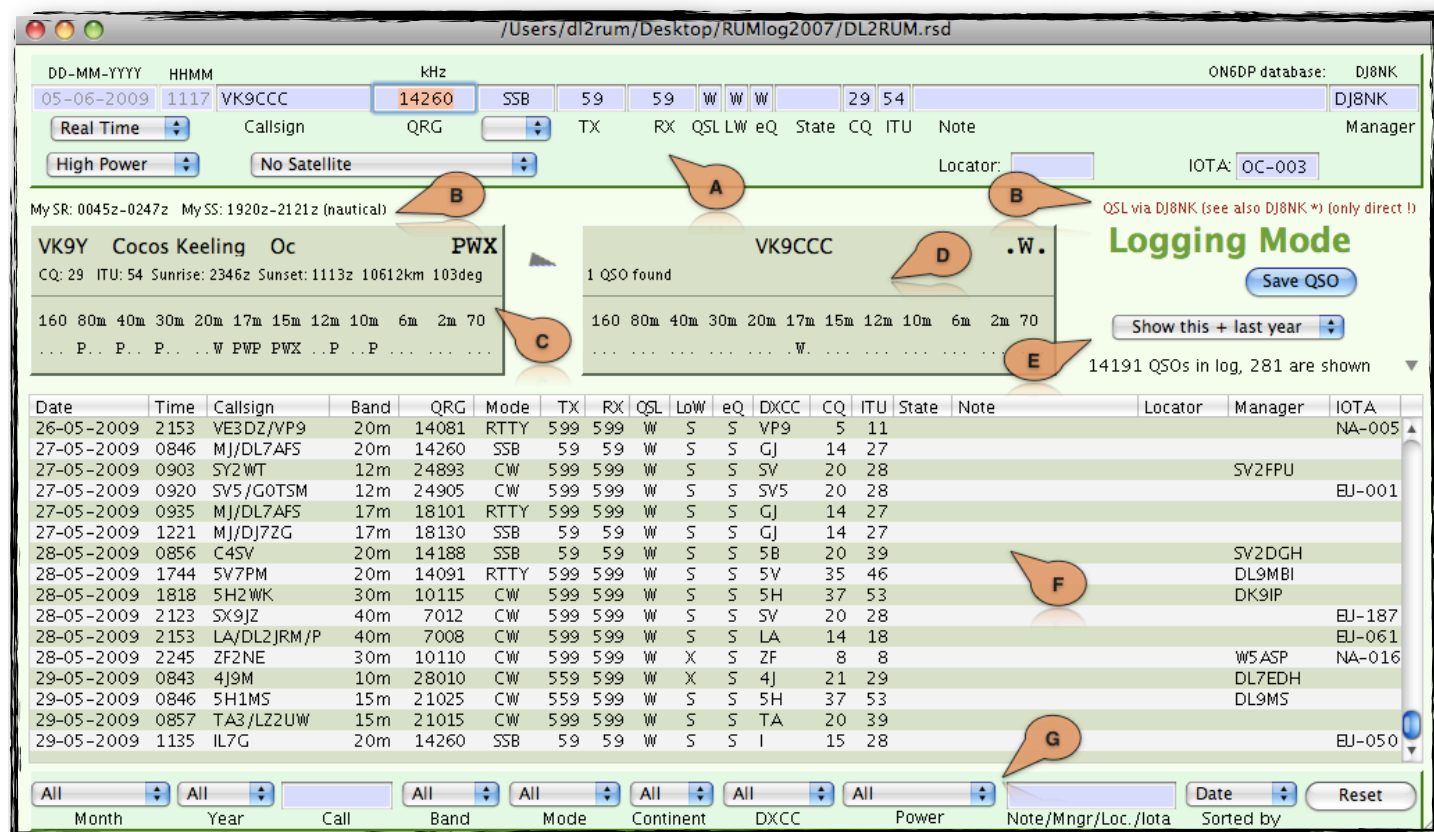 /Users/dl2rum/Desktop/RUMlog2007/DL2RUM.rsd
DD-MM-YYYY HHMM kHz ON6DP database: DJ8NK
05-06-2009 1117 VK9CCC 14260 SSB 59 59 W W W 29 54 DJ8NK
Real Time Callsign QRG TX RX QSL LW eQ State CQ ITU Note Manager
High Power No Satellite Locator: IOTA: OC-003
A
B B
My SR: 0045z-0247z My SS: 1920z-2121z (nautical) QSL via DJ8NK (see also DJ8NK *) (only direct !)
VK9Y Cocos Keeling Oc PWX VK9CCC .W. Logging Mode
D
CQ: 29 ITU: 54 Sunrise: 2346z Sunset: 1113z 10612km 103deg 1 QSO found Save QSO
160 80m 40m 30m 20m 17m 15m 12m 10m 6m 2m 70 160 80m 40m 30m 20m 17m 15m 12m 10m 6m 2m 70 Show this + last year
C
... P.. P.. P.. ..W PWP PWX ..P ..P ... ... ... ... ... ... ... ... .W. ... ... ... ... ...
E
14191 QSOs in log, 281 are shown
Date Time Callsign Band QRG Mode TX RX QSL LoW eQ DXCC CQ ITU State Note Locator Manager IOTA
26-05-2009 2153 VE3DZ/VP9 20m 14081 RTTY 599 599 W S S VP9 5 11 NA-005
27-05-2009 0846 MJ/DL7AFS 20m 14260 SSB 59 59 W S S GJ 14 27
27-05-2009 0903 SY2WT 12m 24893 CW 599 599 W S S SV 20 28 SV2FPU
27-05-2009 0920 SV5/G0TSM 12m 24905 CW 599 599 W S S SV5 20 28 EU-001
27-05-2009 0935 MJ/DL7AFS 17m 18101 RTTY 599 599 W S S GJ 14 27
27-05-2009 1221 MJ/DJ7ZG 17m 18130 SSB 59 59 W S S GJ 14 27
28-05-2009 0856 C4SV 20m 14188 SSB 59 59 W S S 5B 20 39 SV2DGH
28-05-2009 1744 5V7PM 20m 14091 RTTY 599 599 W S S 5V 35 46 DL9MBI
F
28-05-2009 1818 5H2WK 30m 10115 CW 599 599 W S S 5H 37 53 DK9IP
28-05-2009 2123 SX9JZ 40m 7012 CW 599 599 W S S SV 20 28 EU-187
28-05-2009 2153 LA/DL2JRM/P 40m 7008 CW 599 599 W S S LA 14 18 EU-061
28-05-2009 2245 ZF2NE 30m 10110 CW 599 599 W X S ZF 8 8 W5ASP NA-016
29-05-2009 0843 4J9M 10m 28010 CW 559 599 W X S 4J 21 29 DL7EDH
29-05-2009 0846 5H1MS 15m 21025 CW 559 599 W S S 5H 37 53 DL9MS
29-05-2009 0857 TA3/LZ2UW 15m 21015 CW 599 599 W S S TA 20 39
29-05-2009 1135 IL7G 20m 14260 SSB 59 59 W S S I 15 28 EU-050
G
All All All All All All All Date Reset
Month Year Call Band Mode Continent DXCC Power Note/Mngr/Loc./Iota Sorted by